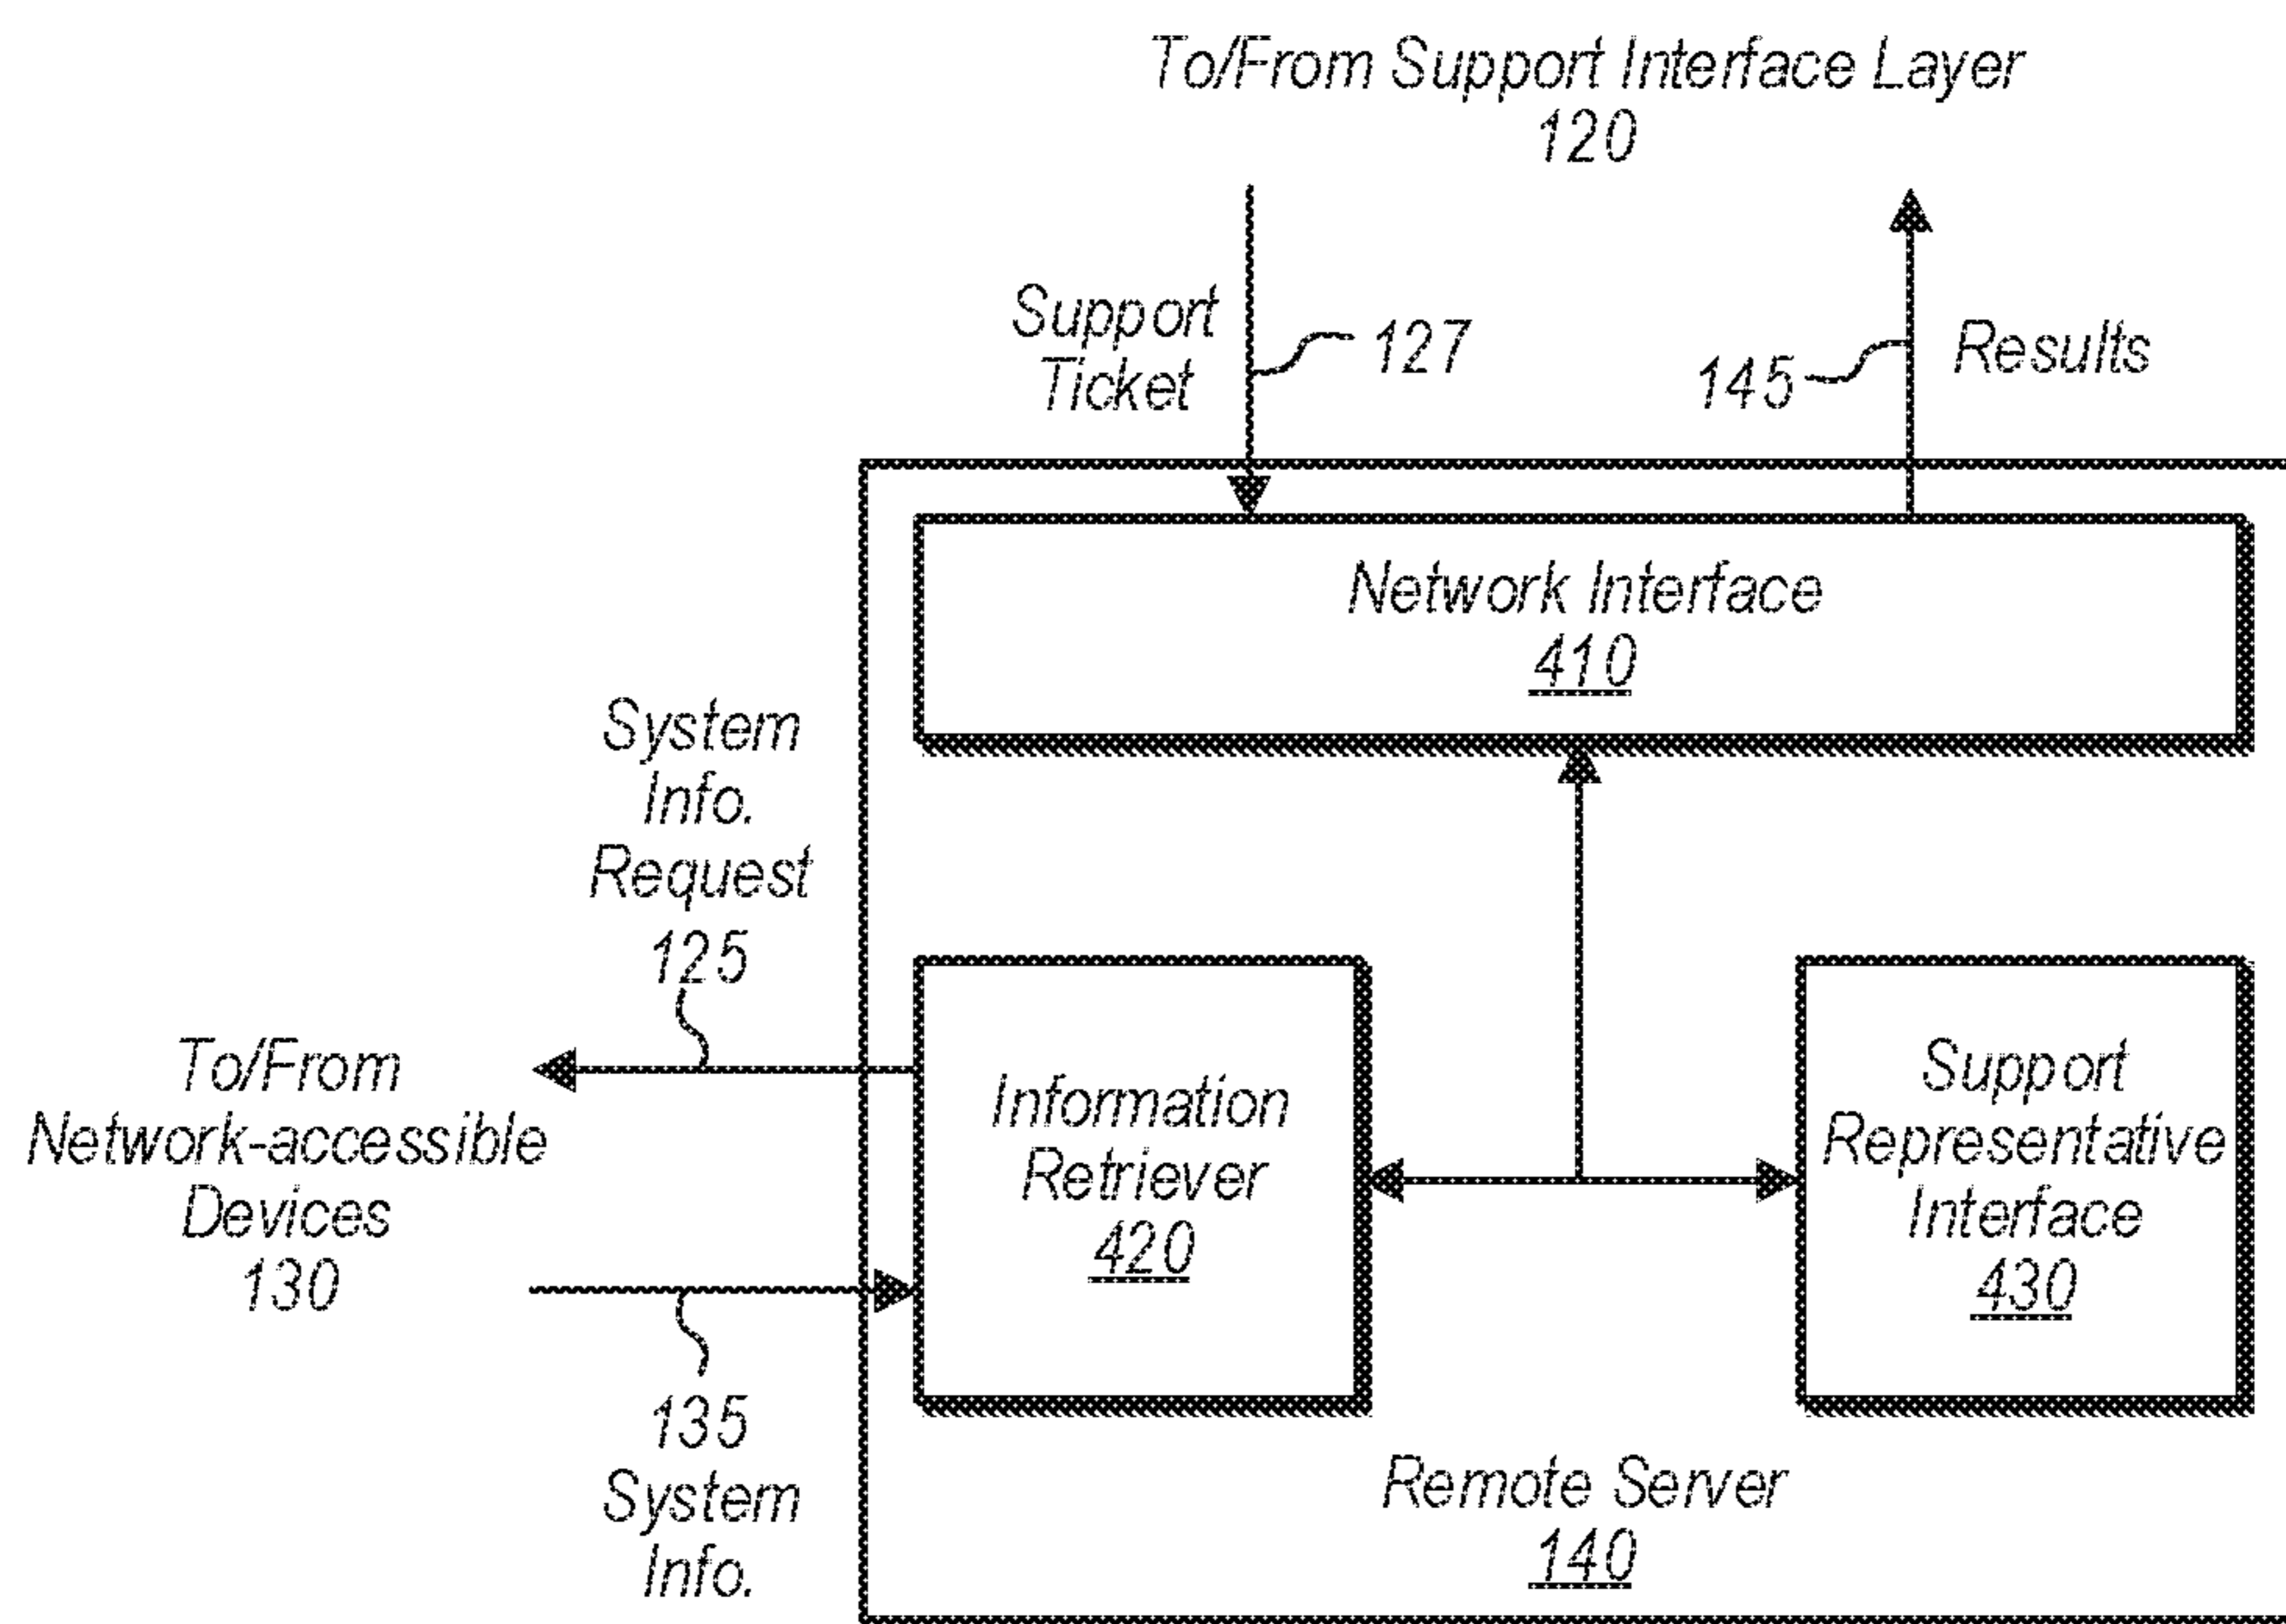 To/From Support Interface Layer
120
Support
Ticket
127
145
Results
Network Interface
410
System
Info.
Request
125
To/From
Network-accessible
Devices
130
Information
Retriever
420
Support
Representative
Interface
430
135
System
Info.
Remote Server
140